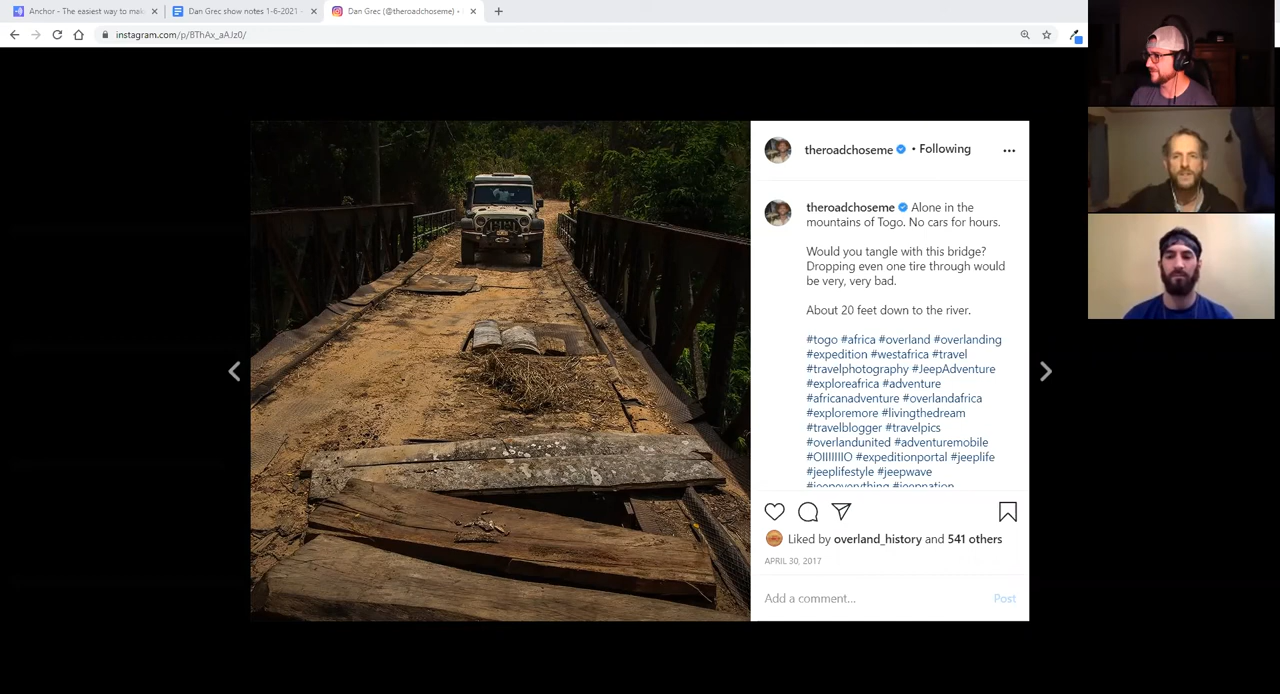 Anchor - The easiest way to mak
Dan Grec show notes 1-6-2021 -
Dan Grec (@theroadchoseme) •
instagram.com/p/BThAx_aAJz0/
theroadchoseme • Following
theroadchoseme Alone in the
mountains of Togo. No cars for hours.
Would you tangle with this bridge?
Dropping even one tire through would
be very, very bad.
About 20 feet down to the river.
#togo #africa #overland #overlanding
#expedition #westafrica #travel
#travelphotography #JeepAdventure
#exploreafrica #adventure
#africanadventure #overlandafrica
#exploremore #livingthedream
#travelblogger #travelpics
#overlandunited #adventuremobile
#OIIIIIIIO #expeditionportal #jeeplife
#jeeplifestyle #jeepwave
#jeepeverything #jeepnation
Liked by overland_history and 541 others
APRIL 30, 2017
Add a comment...
Post